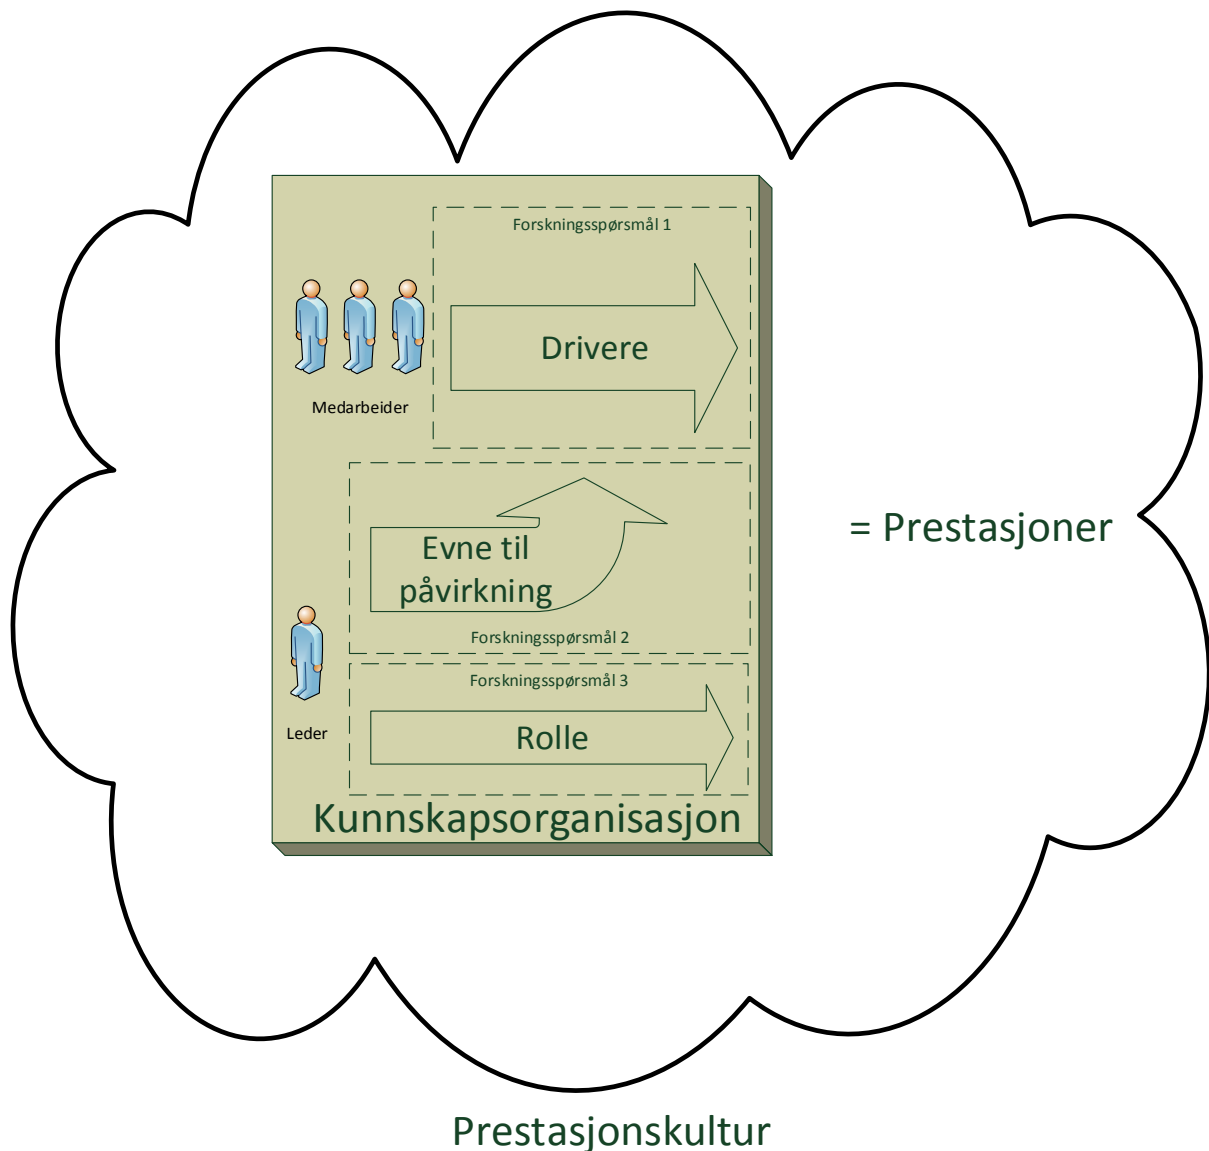 Forskningsspørsmål 1
Drivere
Medarbeider
Evne til
påvirkning
Forskningsspørsmål 2
= Prestasjoner
Forskningsspørsmål 3
Leder
Rolle
Kunnskapsorganisasjon
Prestasjonskultur